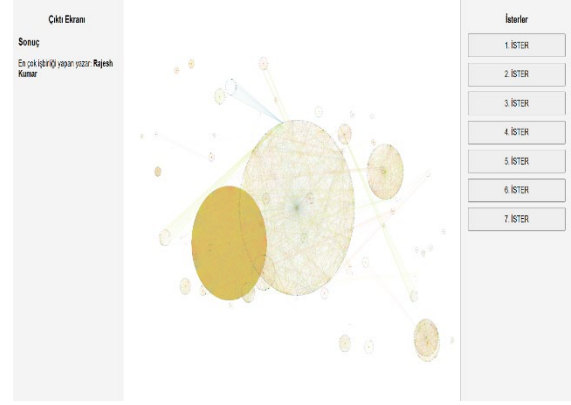 Çıktı Ekranı
Sonuç
En çok işbirliği yapan yazar: Rajesh
Kumar
İsterler
1. İSTER
2. İSTER
3. İSTER
4. İSTER
5. İSTER
6. İSTER
7. İSTER